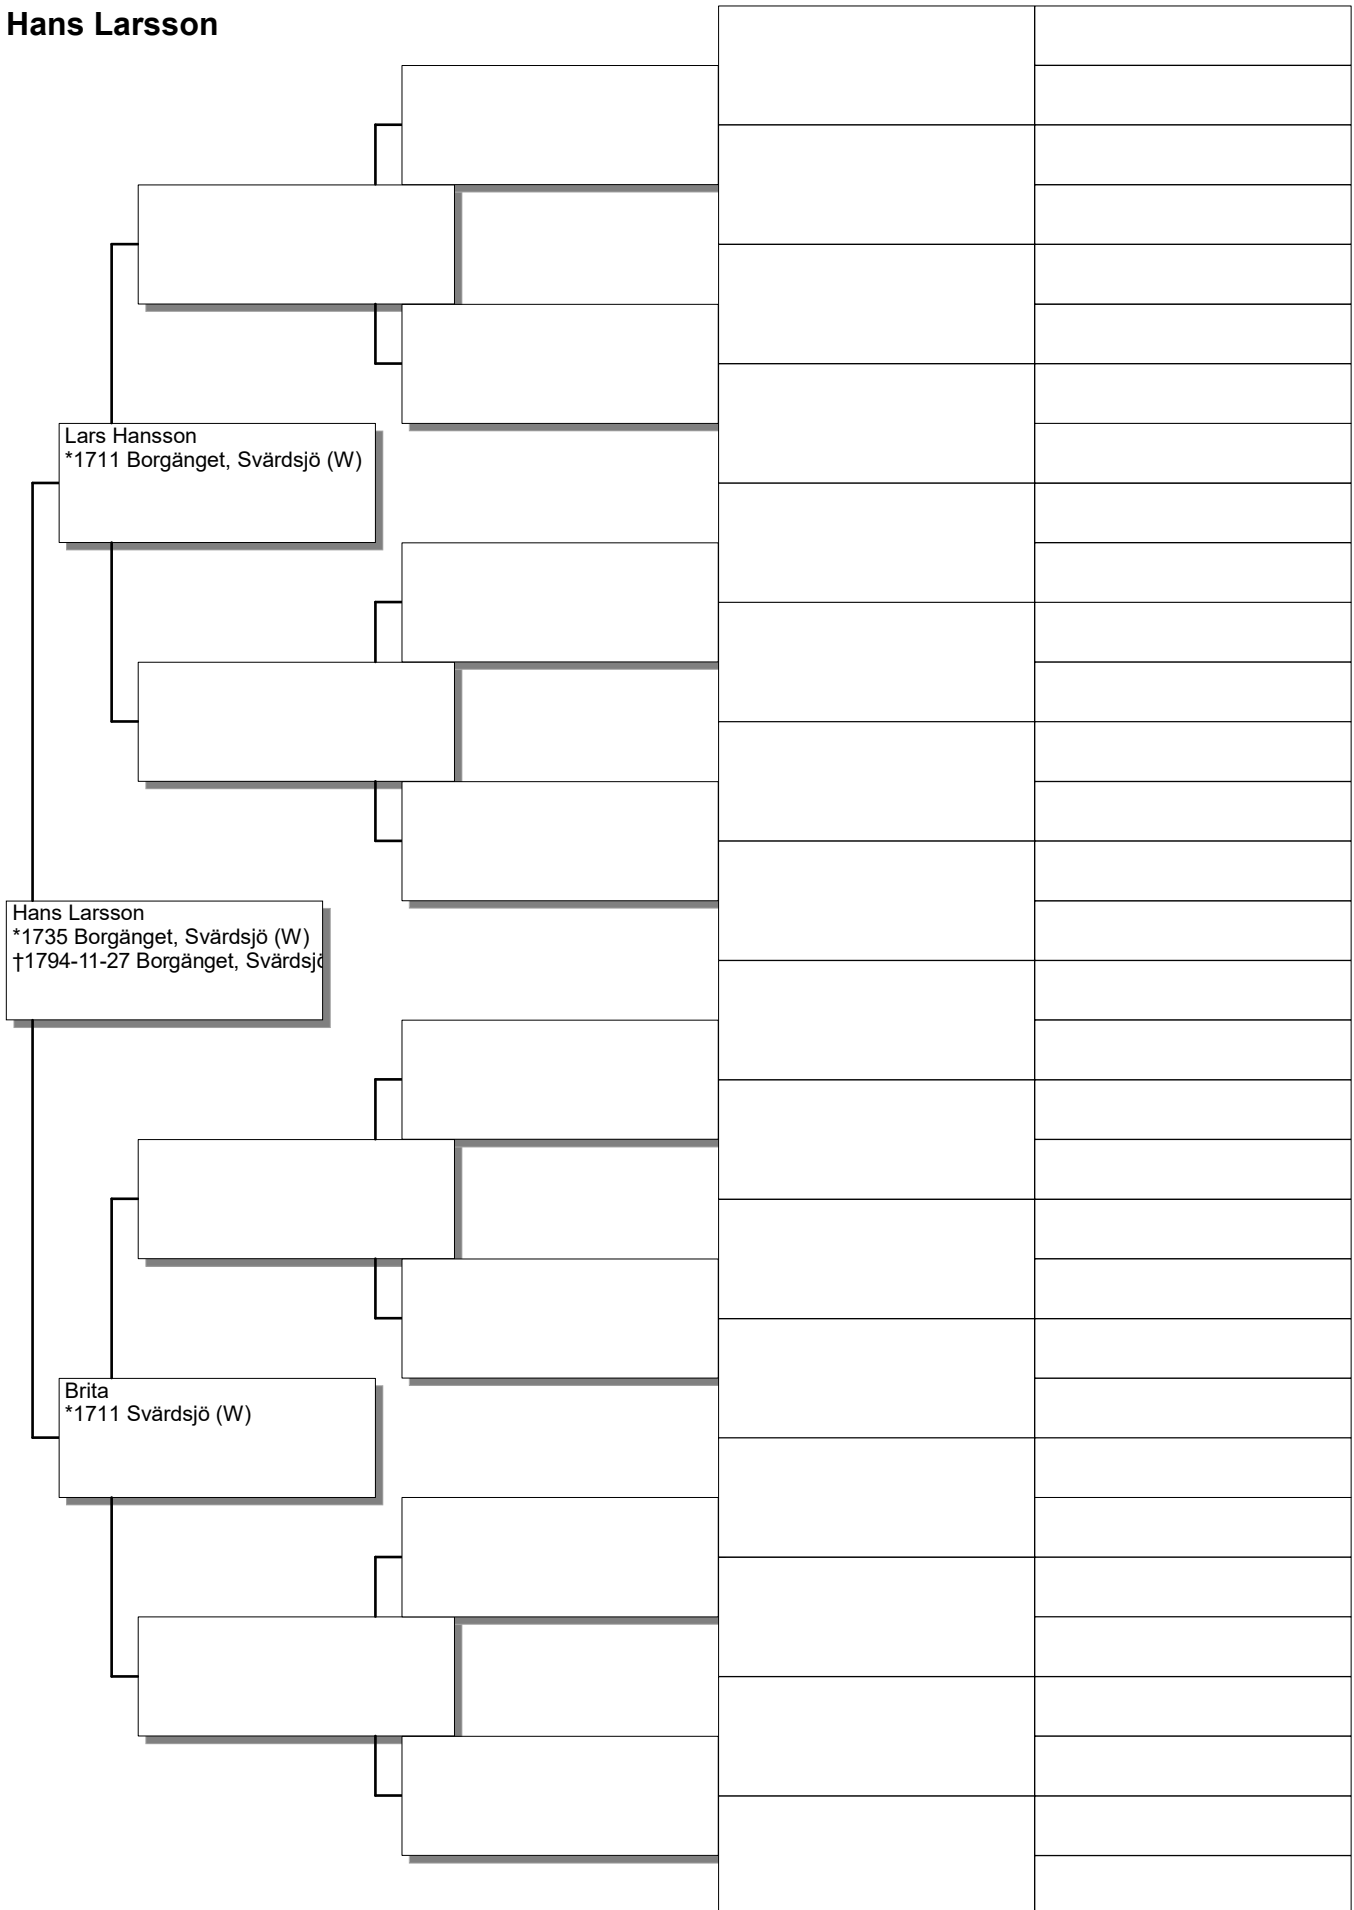 Hans Larsson
Lars Hansson
*1711 Borgänget, Svärdsjö (W)
Hans Larsson
*1735 Borgänget, Svärdsjö (W)
†1794-11-27 Borgänget, Svärdsjö
Brita
*1711 Svärdsjö (W)